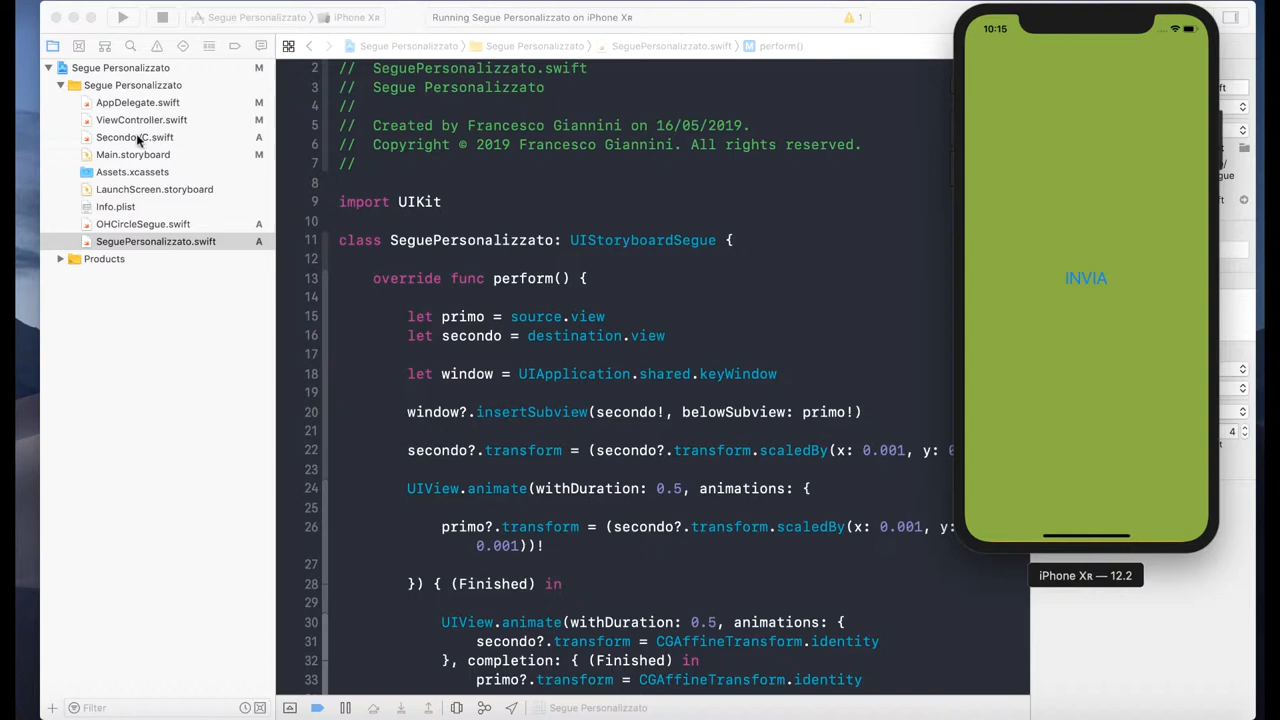 Segue Personalizzato
iPhone Xʀ
Running Segue Personalizzato on iPhone Xʀ
1
Segue Personalizzato
M
Segue Personalizzato
AppDelegate.swift
M
ViewController.swift
M
A
Main.storyboard
M
Assets.xcassets
LaunchScreen.storyboard
Info.plist
OHCircleSegue.swift
A
SeguePersonalizzato.swift
A
Products
Filter
Segue Personalizzato
Segue Personalizzato
SeguePersonalizzato.swift
M
perform()
2 // SeguePersonalizzato.swift
3 // Segue Personalizzato
4 //
5 // Created by Francesco Giannini on 16/05/2019.
6 // Copyright © 2019 Francesco Giannini. All rights reserved.
7 //
8
9 import UIKit
10
11 class SeguePersonalizzato: UIStoryboardSegue {
12
13 override func perform() {
14
15 let primo = source.view
16 let secondo = destination.view
17
18 let window = UIApplication.shared.keyWindow
19
20 window?.insertSubview(secondo!, belowSubview: primo!)
21
22 secondo?.transform = (secondo?.transform.scaledBy(x: 0.001, y:
23
24 UIView.animate(withDuration: 0.5, animations: {
25
26 primo?.transform = (secondo?.transform.scaledBy(x: 0.001, y:
0.001))!
27
28 }) { (Finished) in
29
30 UIView.animate(withDuration: 0.5, animations: {
31 secondo?.transform = CGAffineTransform.identity
32 }, completion: { (Finished) in
33 primo?.transform = CGAffineTransform.identity
Segue Personalizzato
10:15
INVIA
iPhone Xʀ — 12.2
4